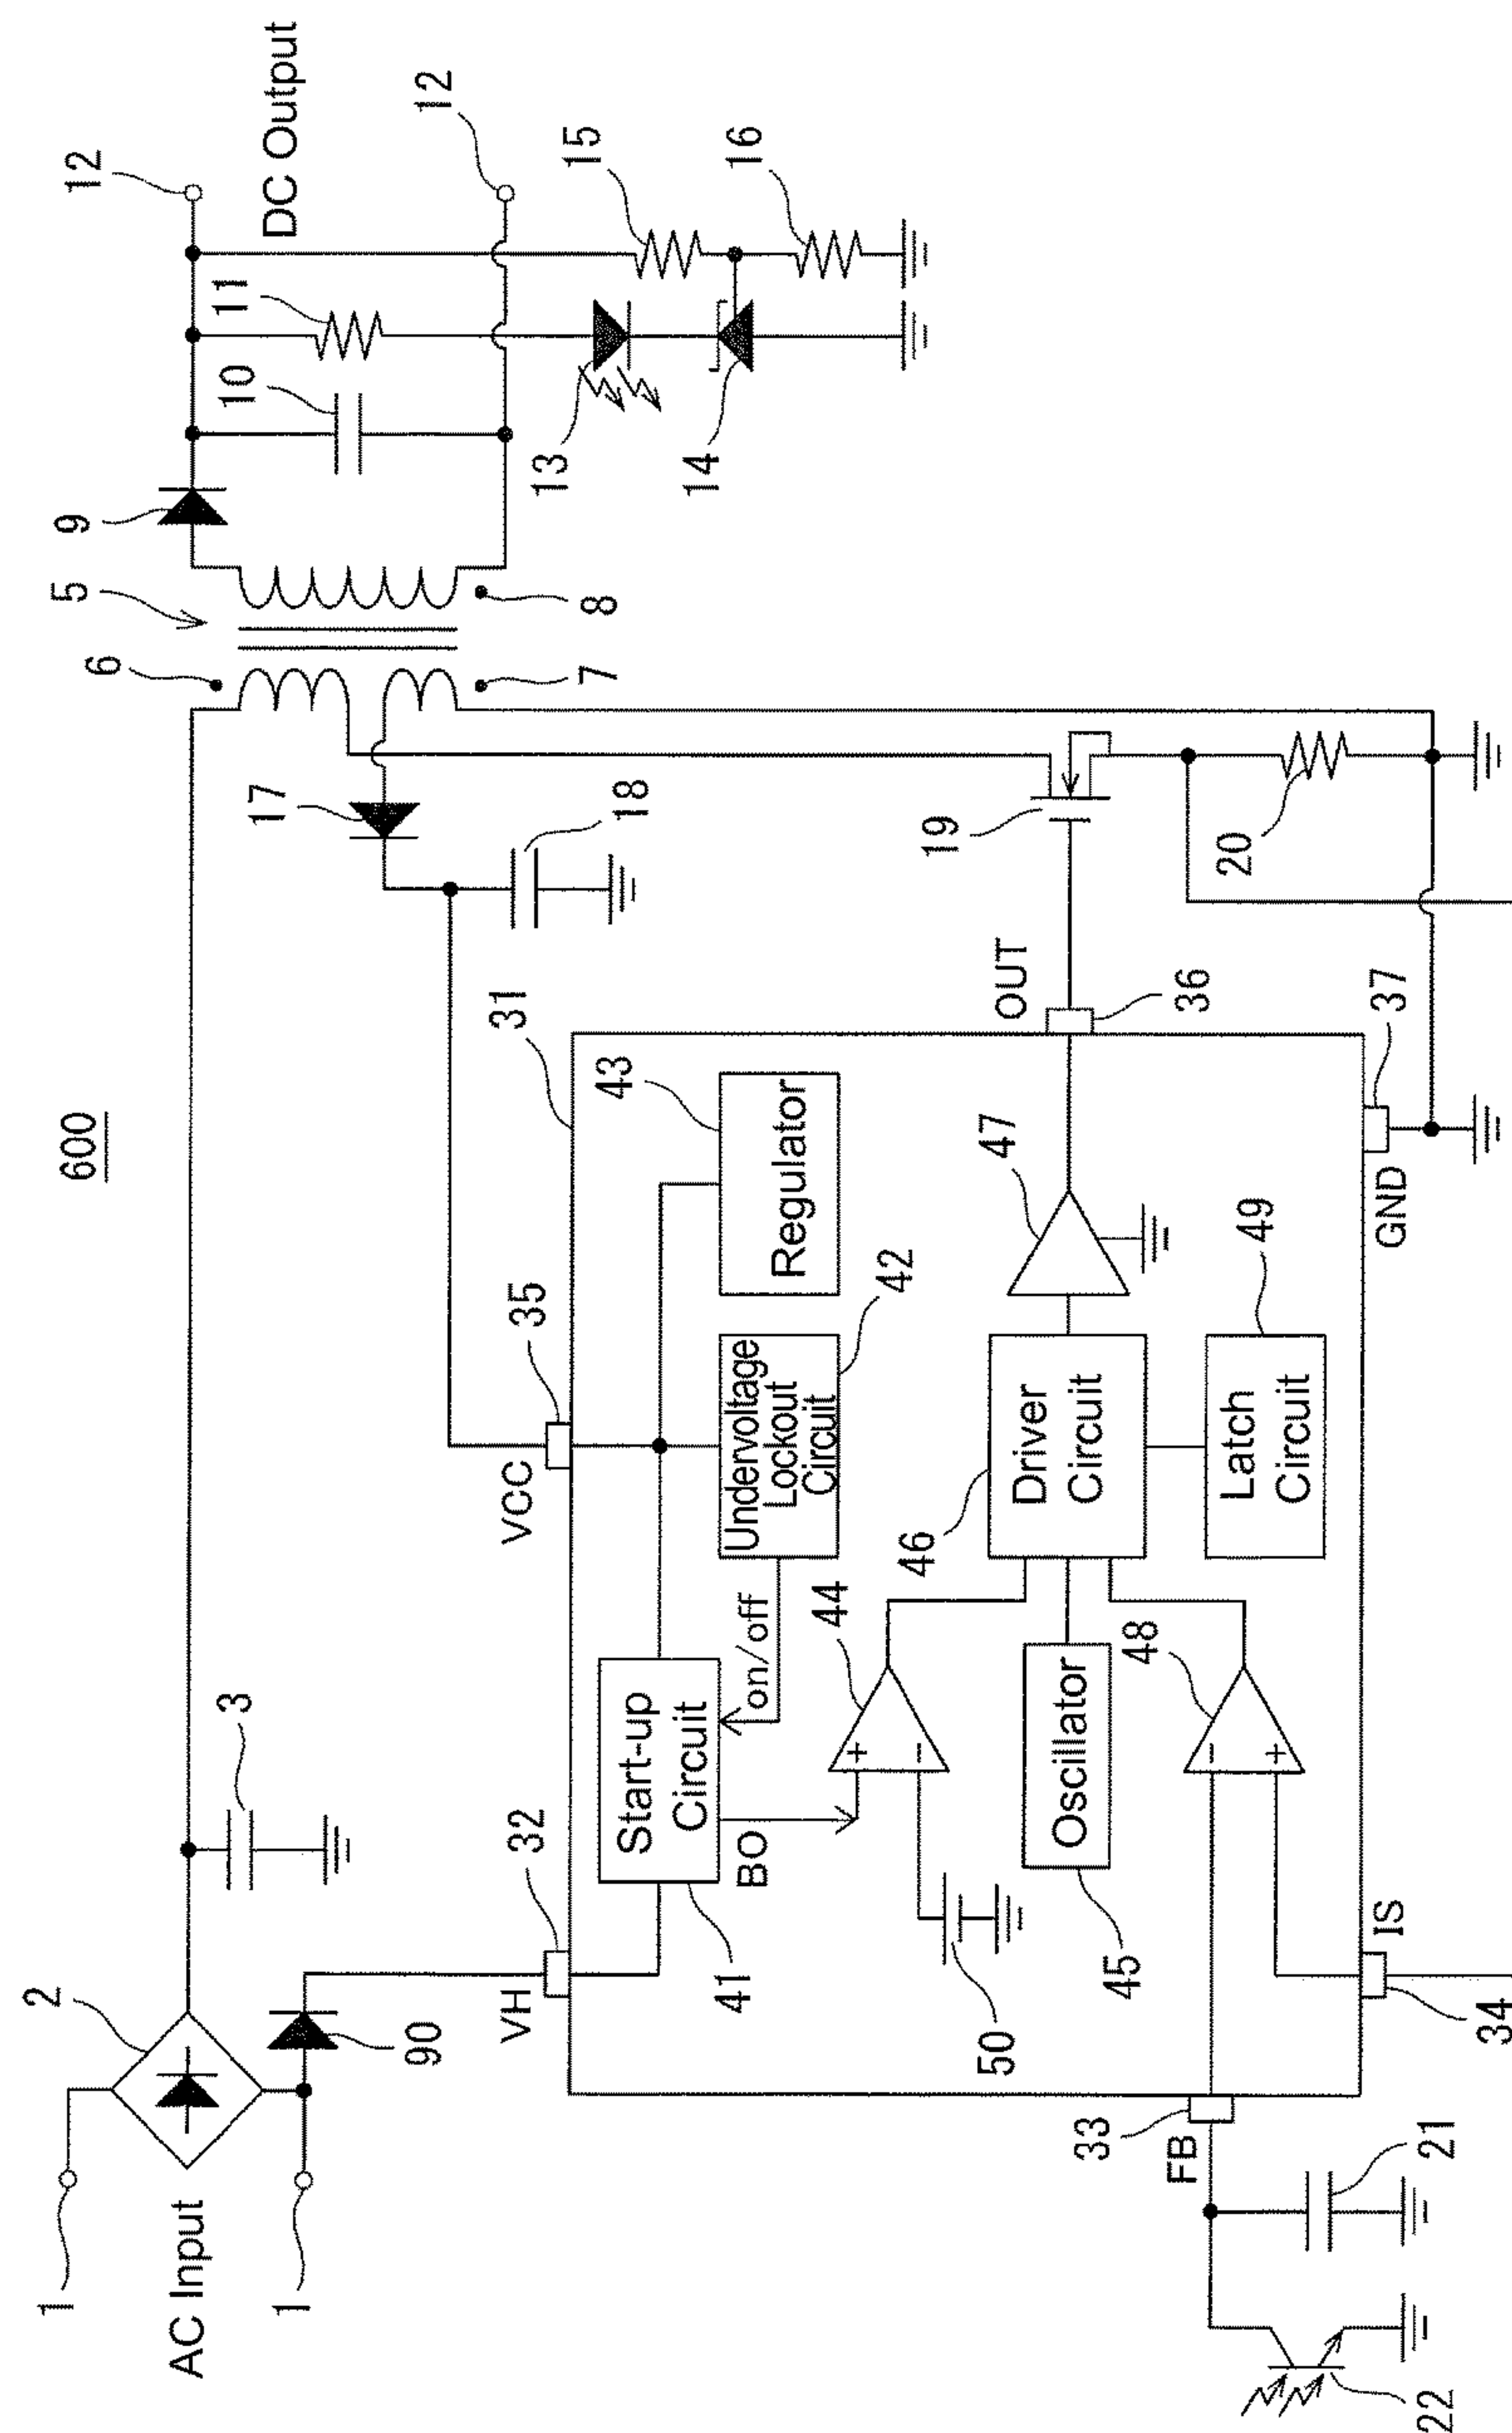 600
1
AC Input
1
2
90
3
VH
32
VCC
35
31
17
18
6
5
7
8
9
10
11
12
DC Output
12
13
14
15
16
Start-up
Circuit
41
BO
on/off
Undervoltage
Lockout
Circuit
42
Regulator
43
44
50
Oscillator
45
46
Driver
Circuit
47
48
Latch
Circuit
49
OUT
36
19
20
33
FB
21
22
IS
34
GND
37